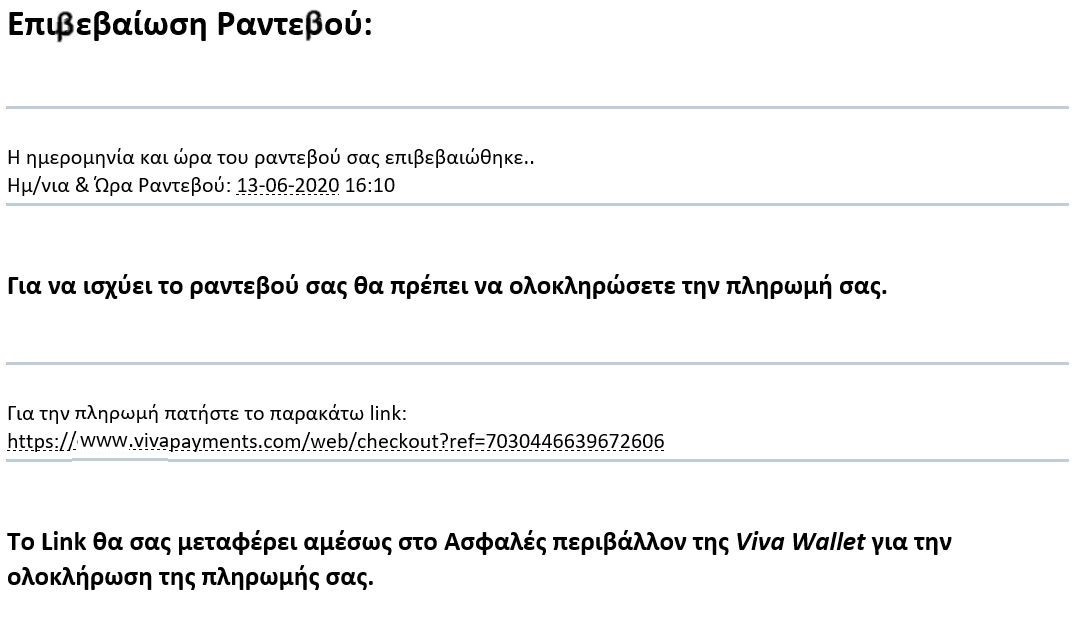 Επιβεβαίωση Ραντεβού:
Η ημερομηνία και ώρα του ραντεβού σας επιβεβαιώθηκε..
Ημ/νια & Ώρα Ραντεβού: 13-06-2020 16:10
Για να ισχύει το ραντεβού σας θα πρέπει να ολοκληρώσετε την πληρωμή σας.
Για την πληρωμή πατήστε το παρακάτω link:
https://www.vivapayments.com/web/checkout?ref=7030446639672606
Το Link θα σας μεταφέρει αμέσως στο Ασφαλές περιβάλλον της Viva Wallet για την
ολοκλήρωση της πληρωμής σας.